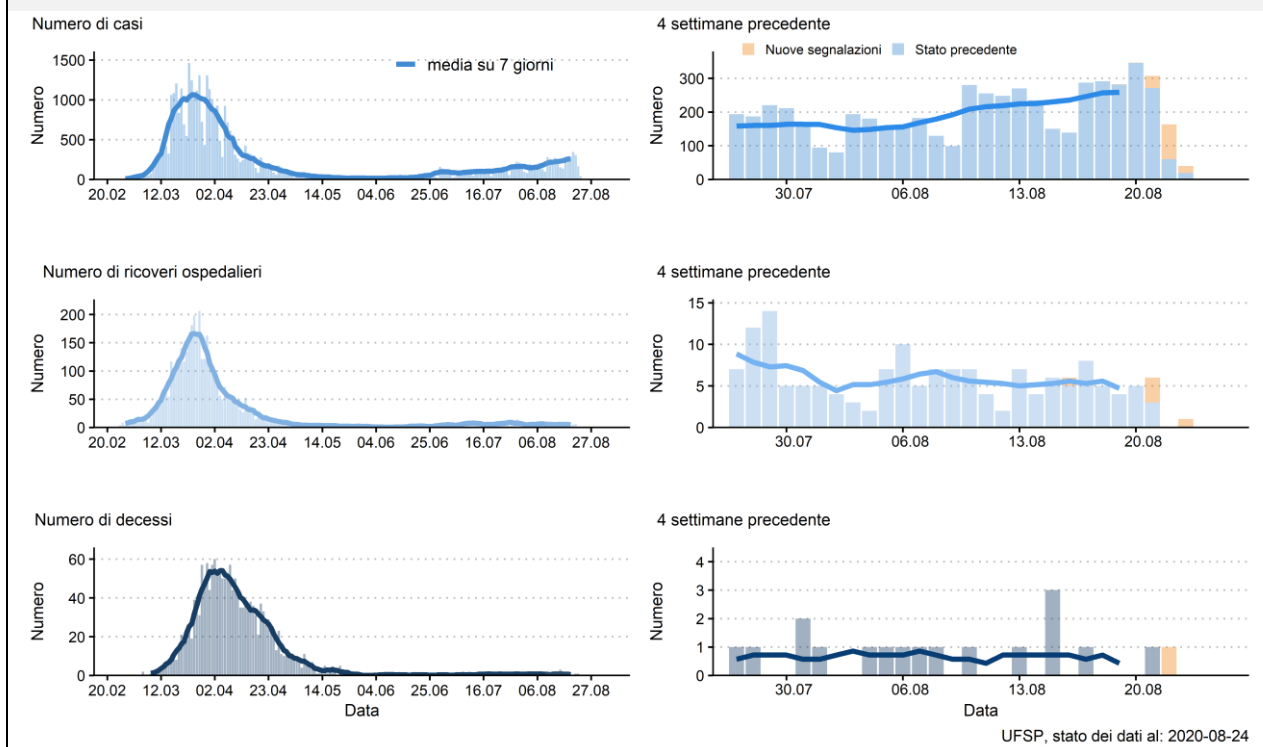 Numero di casi
1500
1000
500
0
Numero
media su 7 giorni
20.02 12.03 02.04 23.04 14.05 04.06 25.06 16.07 06.08 27.08
4 settimane precedente
Nuove segnalazioni Stato precedente
300
200
100
0
Numero
30.07 06.08 13.08 20.08
Numero di ricoveri ospedalieri
200
150
100
50
0
Numero
20.02 12.03 02.04 23.04 14.05 04.06 25.06 16.07 06.08 27.08
4 settimane precedente
15
10
5
0
Numero
30.07 06.08 13.08 20.08
Numero di decessi
60
40
20
0
Numero
20.02 12.03 02.04 23.04 14.05 04.06 25.06 16.07 06.08 27.08
Data
4 settimane precedente
4
3
2
1
0
Numero
30.07 06.08 13.08 20.08
Data
UFSP, stato dei dati al: 2020-08-24